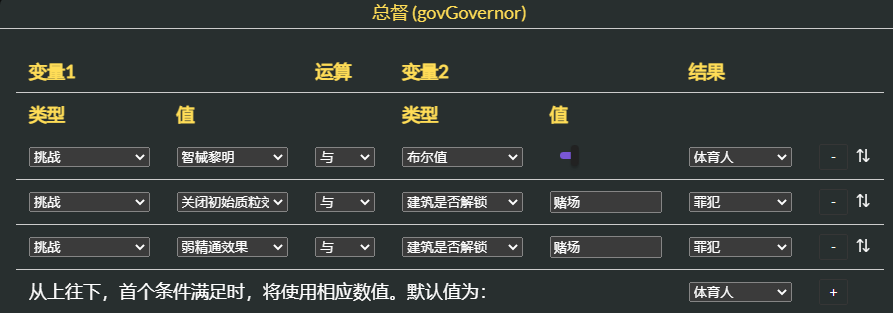 总督 (govGovernor)
变量1 运算 变量2 结果
类型 值 类型 值
挑战 智械黎明 与 布尔值 体育人 -
挑战 关闭初始质粒 与 建筑是否解锁 赌场 罪犯 -
挑战 弱精通效果 与 建筑是否解锁 赌场 罪犯 -
从上往下，首个条件满足时，将使用相应数值。默认值为： 体育人 +